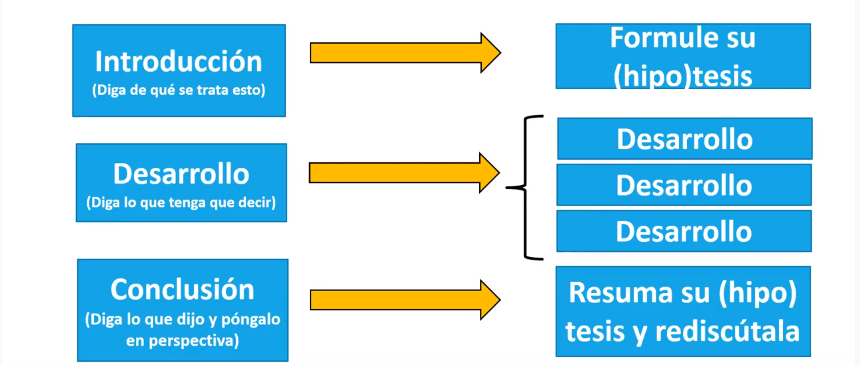 Introducción
(Diga de qué se trata esto)
Formule su
(hipo)tesis
Desarrollo
(Diga lo que tenga que decir)
Desarrollo
Desarrollo
Desarrollo
Conclusión
(Diga lo que dijo y póngalo
en perspectiva)
Resuma su (hipo)
tesis y rediscútala